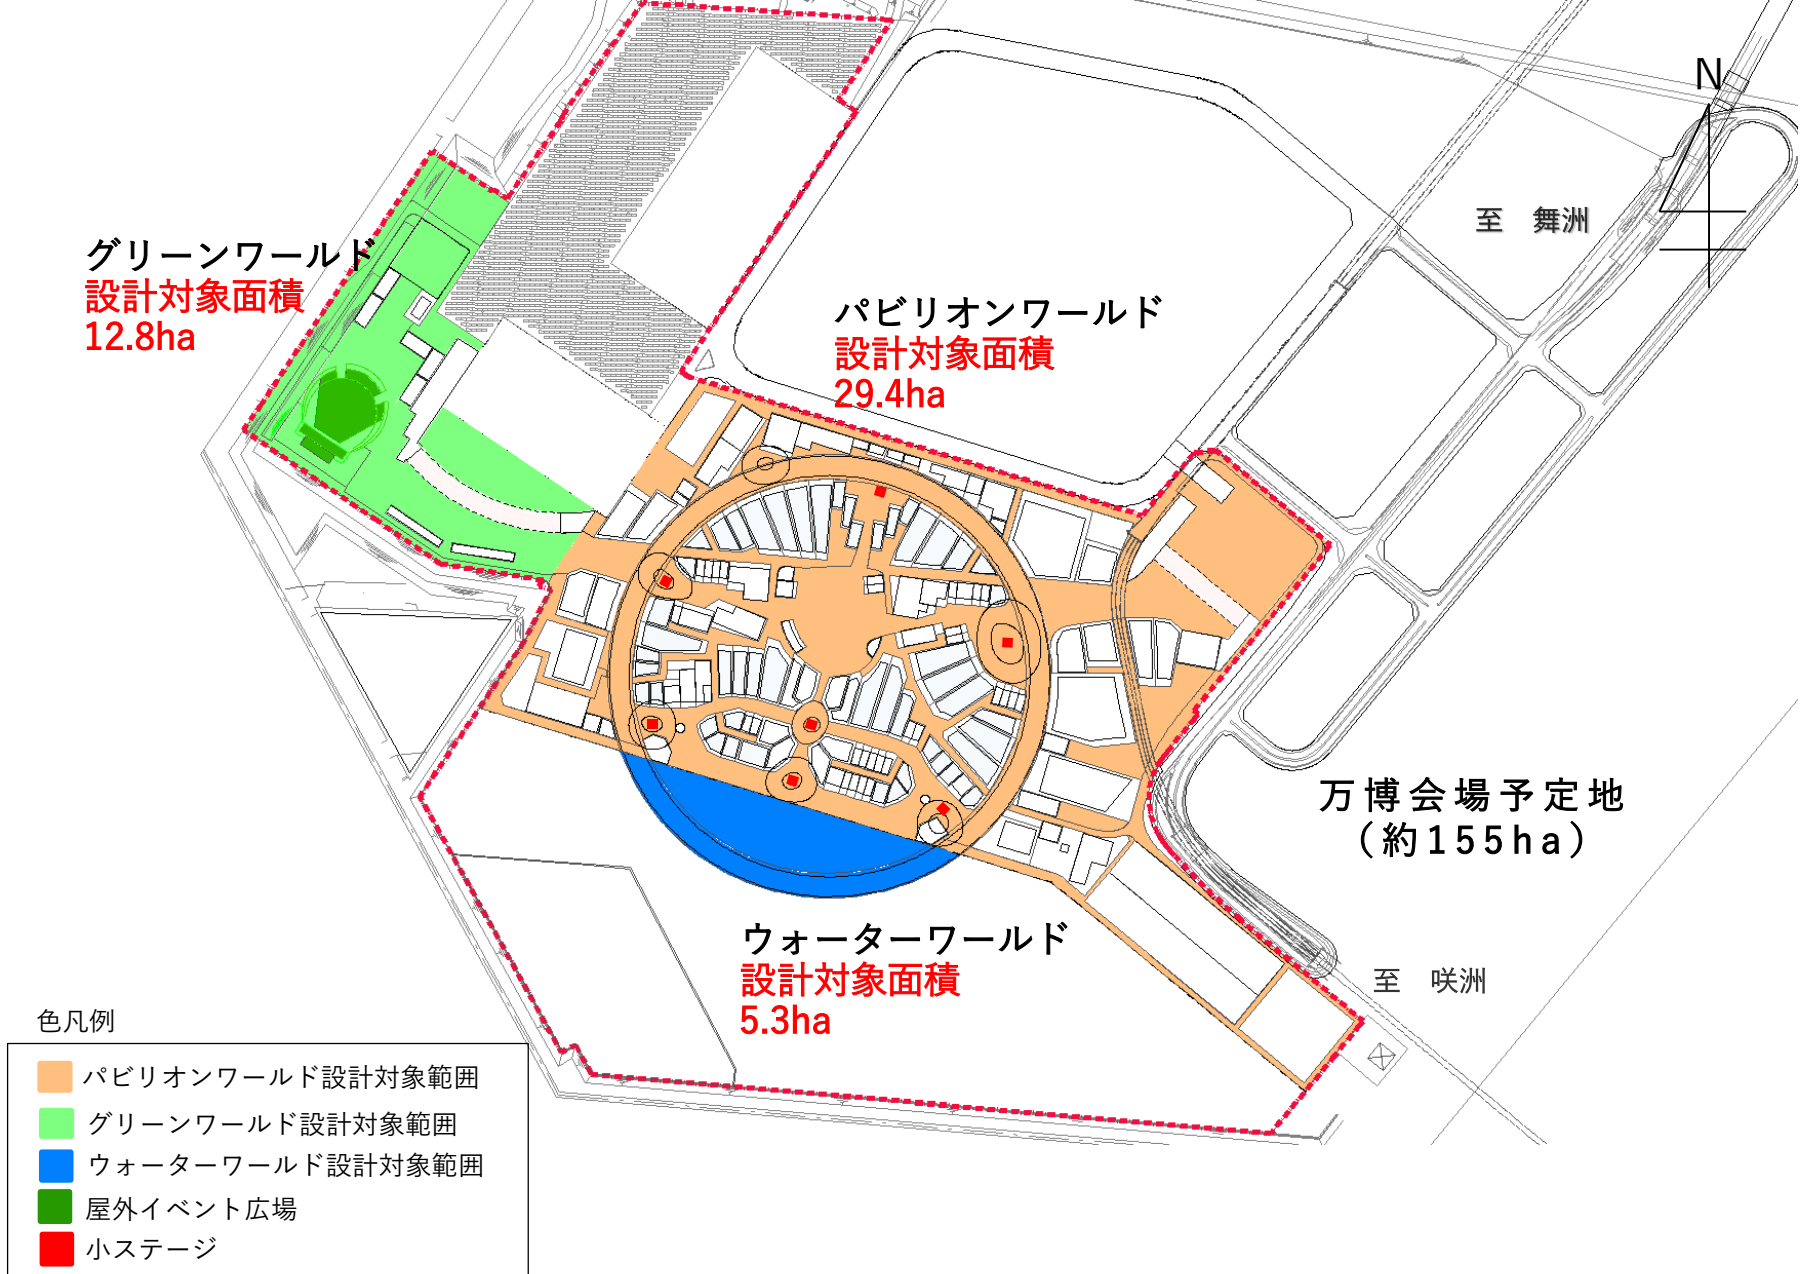 N
至　舞洲
グリーンワールド
設計対象面積
12.8ha
パビリオンワールド
設計対象面積
29.4ha
万博会場予定地
（約155ha）
ウォーターワールド
設計対象面積
5.3ha
至　咲洲
色凡例
パビリオンワールド設計対象範囲
グリーンワールド設計対象範囲
ウォーターワールド設計対象範囲
屋外イベント広場
小ステージ